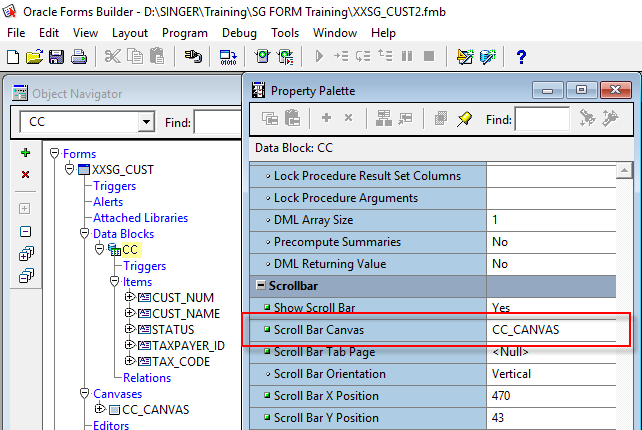 Oracle Forms Builder - D:\SINGER\Training\SG FORM Training\XXSG_CUST2.fmb
File Edit View Layout Program Debug Tools Window Help
Object Navigator
CC Find:
Forms
XXSG_CUST
Triggers
Alerts
Attached Libraries
Data Blocks
CC
Triggers
Items
CUST_NUM
CUST_NAME
STATUS
TAXPAYER_ID
TAX_CODE
Relations
Canvases
CC_CANVAS
Editors
Property Palette
Find:
Data Block: CC
Lock Procedure Result Set Columns
Lock Procedure Arguments
DML Array Size 1
Precompute Summaries No
DML Returning Value No
Scrollbar
Show Scroll Bar Yes
Scroll Bar Canvas CC_CANVAS
Scroll Bar Tab Page <Null>
Scroll Bar Orientation Vertical
Scroll Bar X Position 470
Scroll Bar Y Position 43